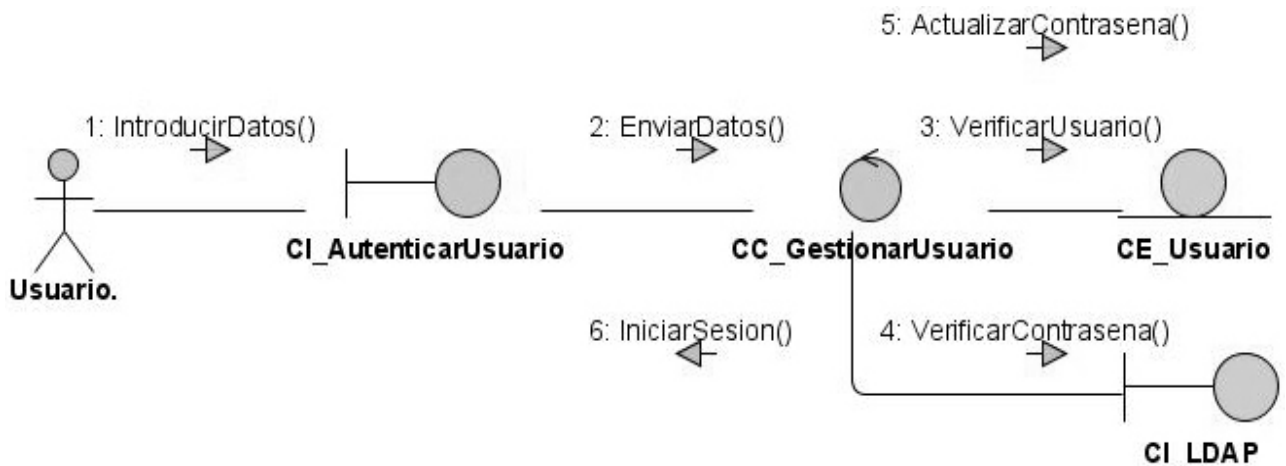 5: ActualizarContrasena()
1: IntroducirDatos()
2: EnviarDatos()
3: VerificarUsuario()
CI_AutenticarUsuario
CC_GestionarUsuario
CE_Usuario
Usuario.
6: IniciarSesion()
4: VerificarContrasena()
CI_LDAP